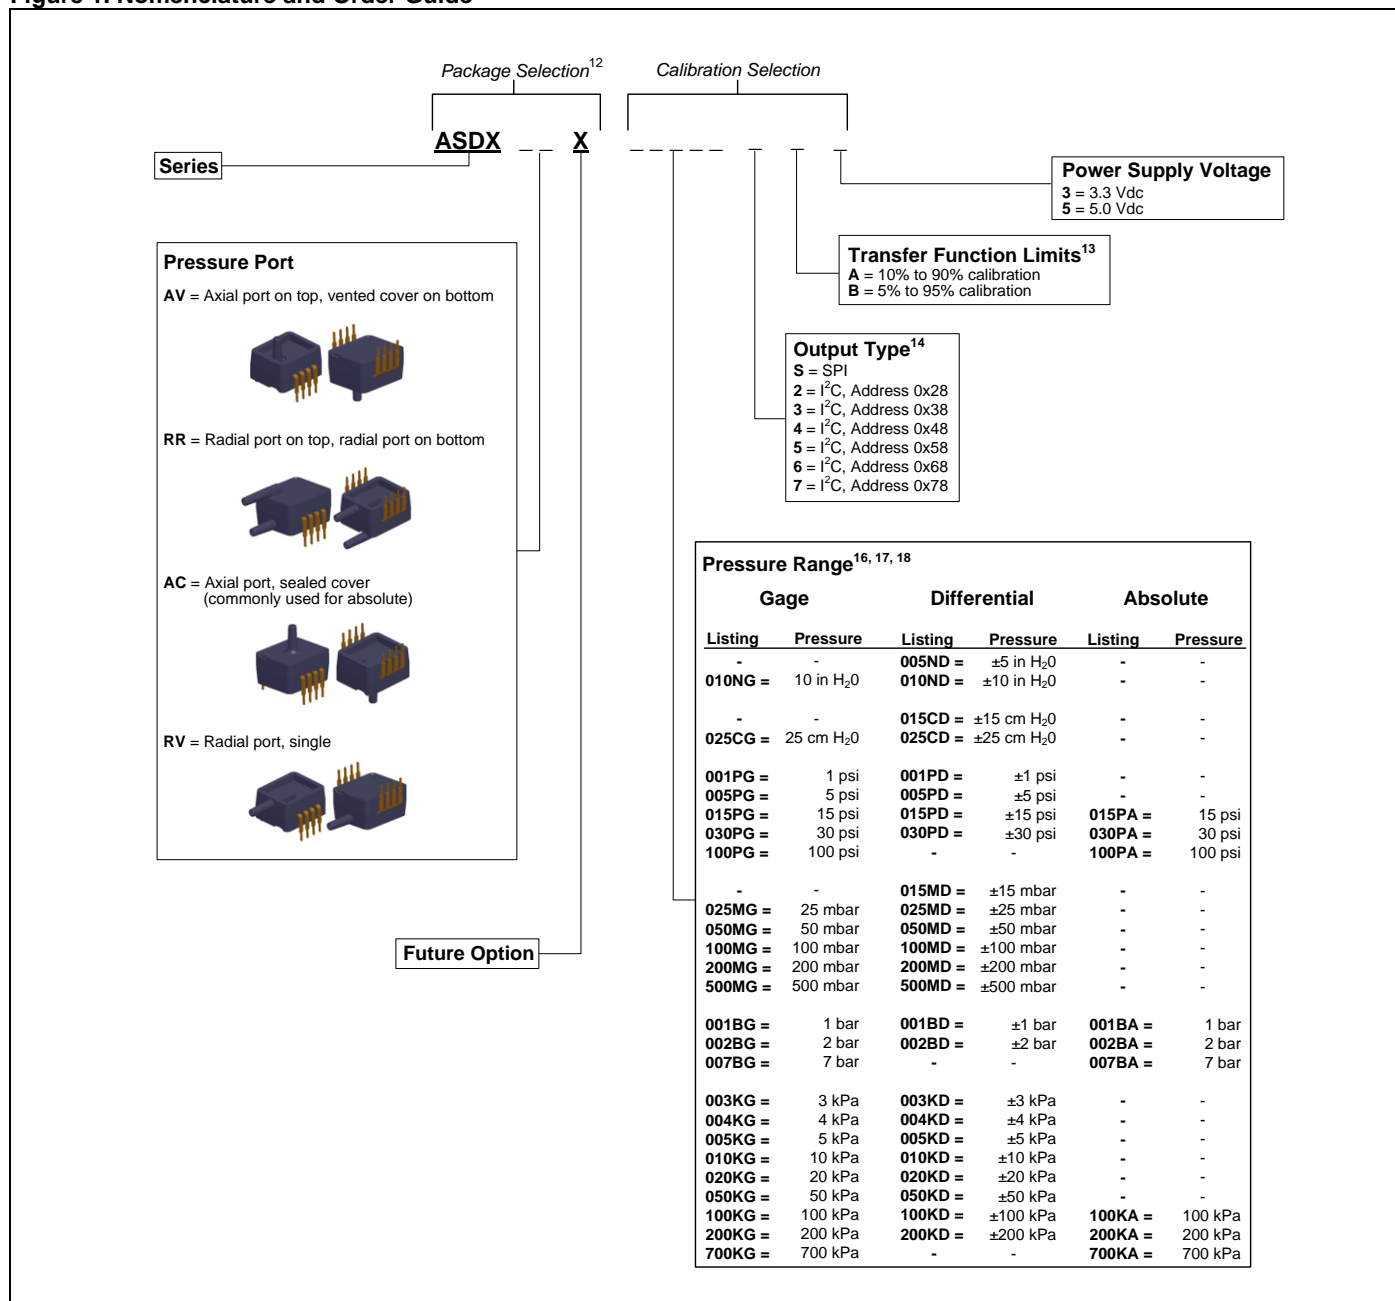 Figure 1. Nomenclature and Order Guide
Package Selection12
Calibration Selection
ASDX _ _ X _ _ _ _ _ _ _
Series
Power Supply Voltage
3 = 3.3 Vdc
5 = 5.0 Vdc
Transfer Function Limits13
A = 10% to 90% calibration
B = 5% to 95% calibration
Output Type14
S = SPI
2 = I2C, Address 0x28
3 = I2C, Address 0x38
4 = I2C, Address 0x48
5 = I2C, Address 0x58
6 = I2C, Address 0x68
7 = I2C, Address 0x78
Pressure Port
AV = Axial port on top, vented cover on bottom
RR = Radial port on top, radial port on bottom
AC = Axial port, sealed cover
(commonly used for absolute)
RV = Radial port, single
Future Option
Pressure Range16, 17, 18
Gage Differential Absolute
Listing Pressure Listing Pressure Listing Pressure
- - 005ND = ±5 in H20 - -
010NG = 10 in H20 010ND = ±10 in H20 - -
- - 015CD = ±15 cm H20 - -
025CG = 25 cm H20 025CD = ±25 cm H20 - -
001PG = 1 psi 001PD = ±1 psi - -
005PG = 5 psi 005PD = ±5 psi - -
015PG = 15 psi 015PD = ±15 psi 015PA = 15 psi
030PG = 30 psi 030PD = ±30 psi 030PA = 30 psi
100PG = 100 psi - - 100PA = 100 psi
- - 015MD = ±15 mbar - -
025MG = 25 mbar 025MD = ±25 mbar - -
050MG = 50 mbar 050MD = ±50 mbar - -
100MG = 100 mbar 100MD = ±100 mbar - -
200MG = 200 mbar 200MD = ±200 mbar - -
500MG = 500 mbar 500MD = ±500 mbar - -
001BG = 1 bar 001BD = ±1 bar 001BA = 1 bar
002BG = 2 bar 002BD = ±2 bar 002BA = 2 bar
007BG = 7 bar - - 007BA = 7 bar
003KG = 3 kPa 003KD = ±3 kPa - -
004KG = 4 kPa 004KD = ±4 kPa - -
005KG = 5 kPa 005KD = ±5 kPa - -
010KG = 10 kPa 010KD = ±10 kPa - -
020KG = 20 kPa 020KD = ±20 kPa - -
050KG = 50 kPa 050KD = ±50 kPa - -
100KG = 100 kPa 100KD = ±100 kPa 100KA = 100 kPa
200KG = 200 kPa 200KD = ±200 kPa 200KA = 200 kPa
700KG = 700 kPa - - 700KA = 700 kPa